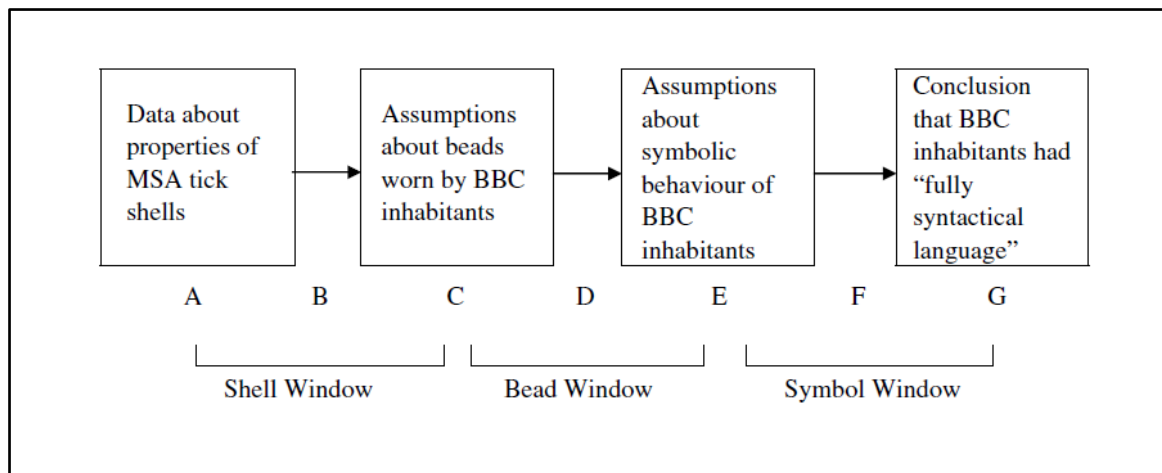 Data about
properties of
MSA tick
shells
Assumptions
about beads
worn by BBC
inhabitants
Assumptions
about
symbolic
behaviour of
BBC
inhabitants
Conclusion
that BBC
inhabitants had
“fully
syntactical
language”
A B C D E F G
Shell Window Bead Window Symbol Window